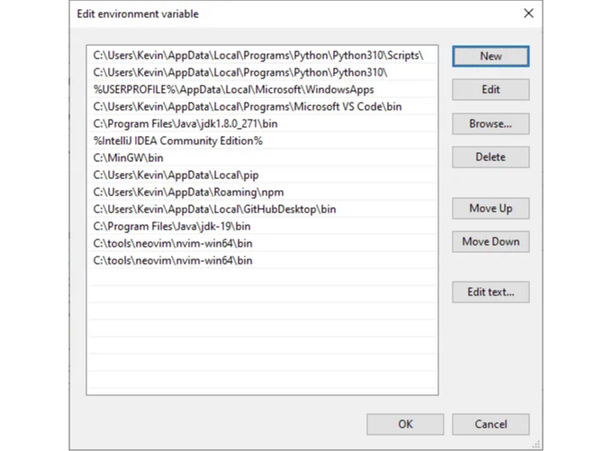 Edit environment variable
C:\Users\Kevin\AppData\Local\Programs\Python\Python310\Scripts\
New
C:\Users\Kevin\AppData\Local\Programs\Python\Python310\
%USERPROFILE%\AppData\Local\Microsoft\WindowsApps
Edit
C:\Users\Kevin\AppData\Local\Programs\Microsoft VS Code\bin
C:\Program Files\Java\jdk1.8.0_271\bin
Browse...
%IntelliJ IDEA Community Edition%
C:\MinGW\bin
Delete
C:\Users\Kevin\AppData\Local\pip
C:\Users\Kevin\AppData\Roaming\npm
C:\Users\Kevin\AppData\Local\GitHubDesktop\bin
Move Up
C:\Program Files\Java\jdk-19\bin
C:\tools\neovim\nvim-win64\bin
Move Down
C:\tools\neovim\nvim-win64\bin
Edit text...
OK
Cancel